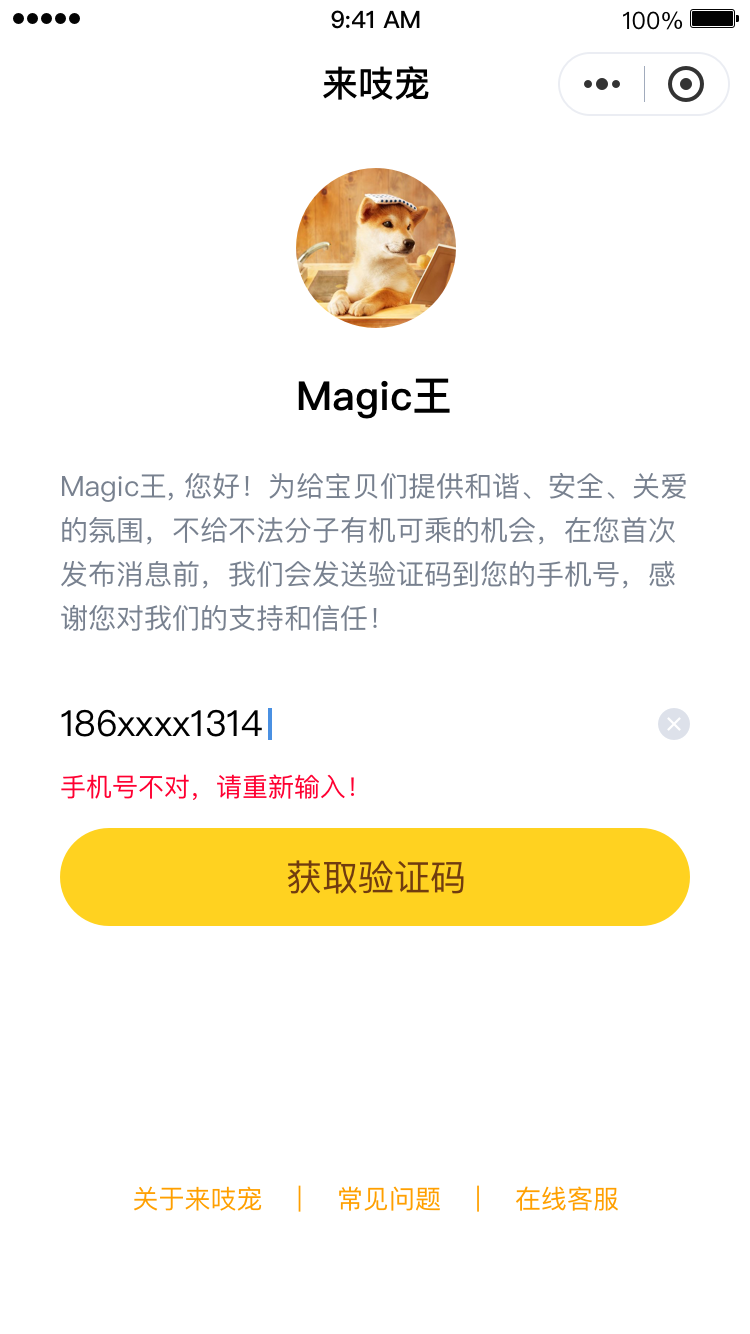 9:41 AM
100%
来吱宠
Magic王
Magic王, 您好！为给宝贝们提供和谐、安全、关爱
的氛围，不给不法分子有机可乘的机会，在您首次
发布消息前，我们会发送验证码到您的手机号，感
谢您对我们的支持和信任！
186xxxx1314
手机号不对，请重新输入！
获取验证码
关于来吱宠 | 常见问题 | 在线客服